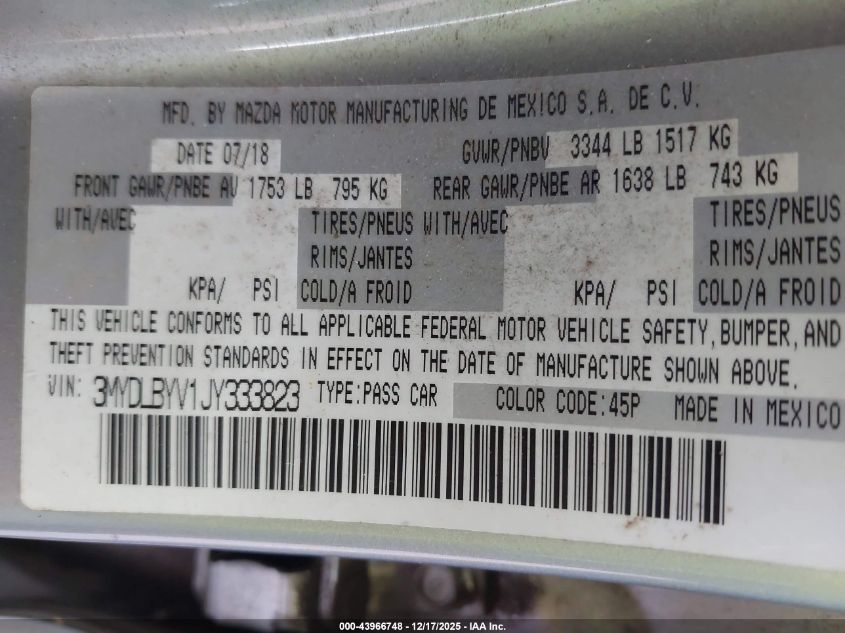 MFD. BY MAZDA MOTOR MANUFACTURING DE MEXICO S.A. DE C.V.
DATE 07/18 GVWR/PNBV 3344 LB 1517 KG
FRONT GAWR/PNBE AV 1753 LB 795 KG REAR GAWR/PNBE AR 1638 LB 743 KG
WITH/AVEC TIRES/PNEUS WITH/AVEC TIRES/PNEUS
RIMS/JANTES RIMS/JANTES
KPA/ PSI COLD/A FROID KPA/ PSI COLD/A FROID
THIS VEHICLE CONFORMS TO ALL APPLICABLE FEDERAL MOTOR VEHICLE SAFETY, BUMPER, AND
THEFT PREVENTION STANDARDS IN EFFECT ON THE DATE OF MANUFACTURE SHOWN ABOVE.
VIN: 3MYDLBYV1JY333823 TYPE:PASS CAR COLOR CODE:45P MADE IN MEXICO
000-43966748 - 12/17/2025 - IAA Inc.